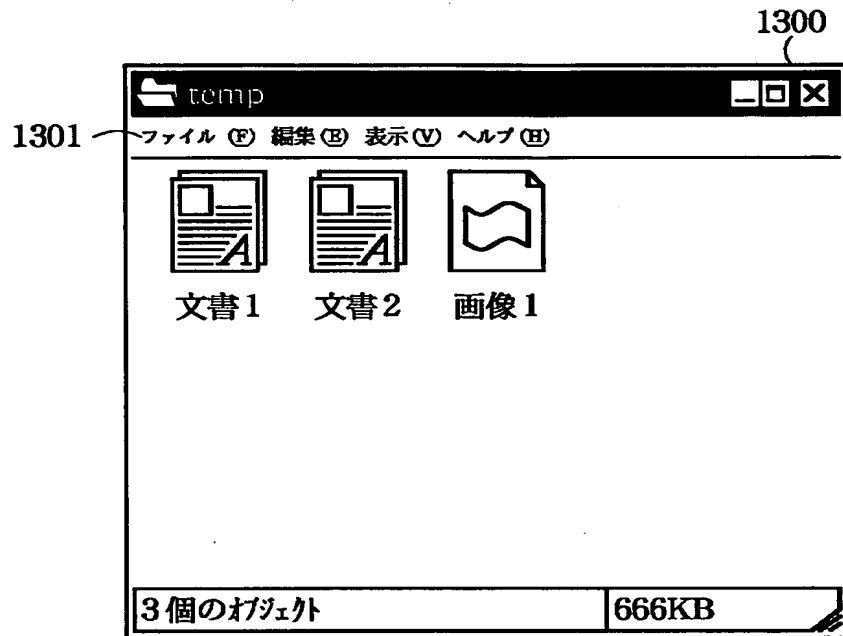 1300
temp
1301
ファイル (F) 編集(E) 表示(V) ヘルプ(H)
文書1 文書2 画像1
3個のオブジェクト 666KB